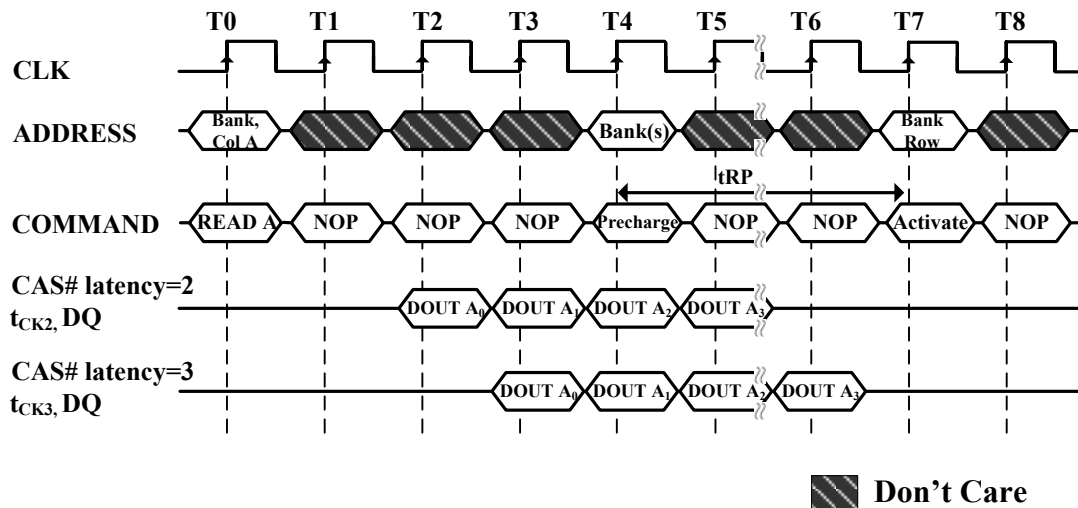 T0 T1 T2 T3 T4 T5 T6 T7 T8
CLK
ADDRESS
Bank,
Col A
Bank(s)
Bank
Row
tRP
COMMAND
READ A NOP NOP NOP Precharge NOP NOP Activate NOP
CAS# latency=2
tCK2, DQ
DOUT A0 DOUT A1 DOUT A2 DOUT A3
CAS# latency=3
tCK3, DQ
DOUT A0 DOUT A1 DOUT A2 DOUT A3
Don't Care